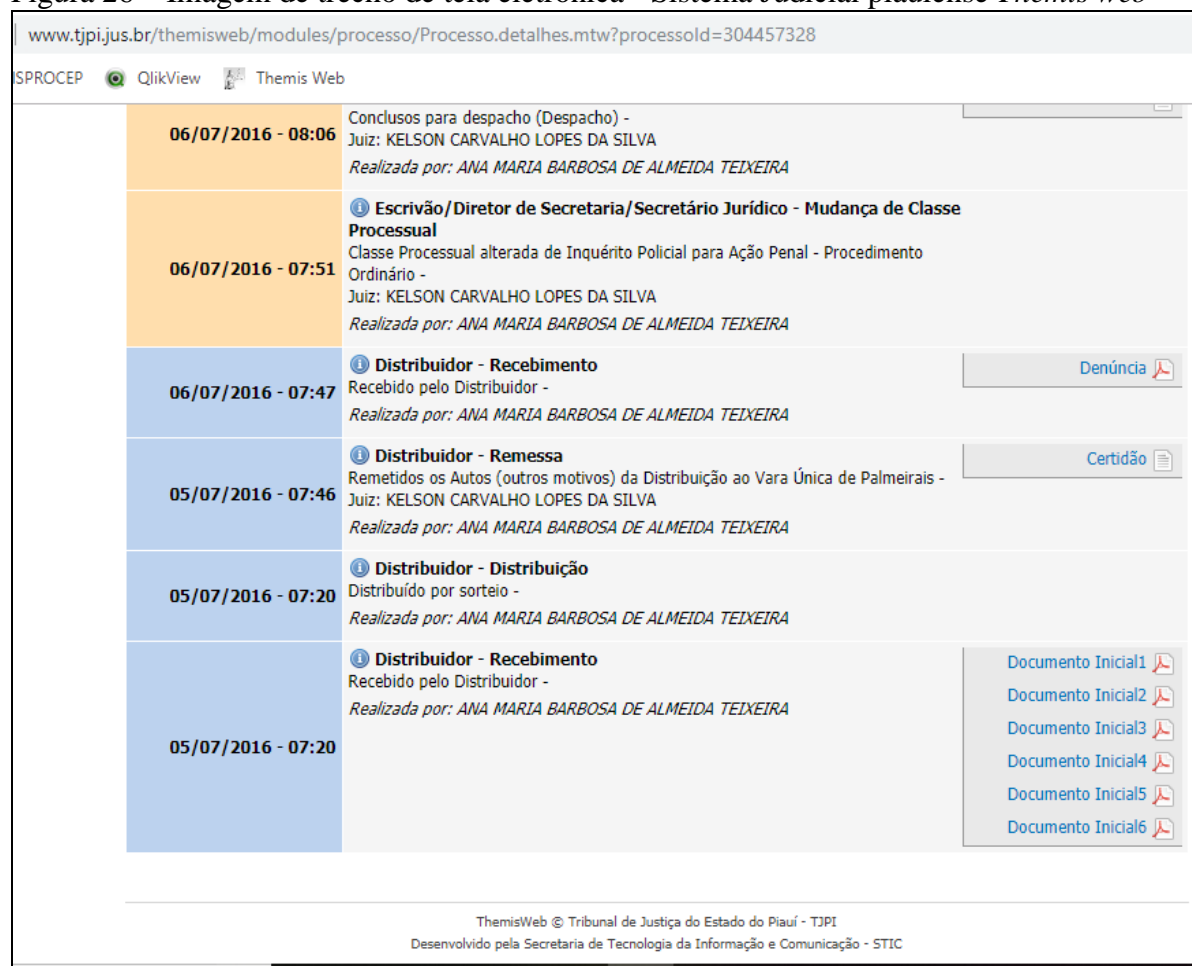 Figura 26 – Imagem de trecho de tela eletrônica - Sistema Judicial piauiense Themis Web
www.tjpi.jus.br/themisweb/modules/processo/Processo.detalhes.mtw?processoId=304457328
ISPROCEP QlikView Themis Web
Conclusos para despacho (Despacho) -
06/07/2016 - 08:06 Juiz: KELSON CARVALHO LOPES DA SILVA
Realizada por: ANA MARIA BARBOSA DE ALMEIDA TEIXEIRA
Escrivão/Diretor de Secretaria/Secretário Jurídico - Mudança de Classe
Processual
Classe Processual alterada de Inquérito Policial para Ação Penal - Procedimento
06/07/2016 - 07:51 Ordinário -
Juiz: KELSON CARVALHO LOPES DA SILVA
Realizada por: ANA MARIA BARBOSA DE ALMEIDA TEIXEIRA
Distribuidor - Recebimento Denúncia
06/07/2016 - 07:47 Recebido pelo Distribuidor -
Realizada por: ANA MARIA BARBOSA DE ALMEIDA TEIXEIRA
Distribuidor - Remessa Certidão
Remetidos os Autos (outros motivos) da Distribuição ao Vara Única de Palmeirais -
05/07/2016 - 07:46 Juiz: KELSON CARVALHO LOPES DA SILVA
Realizada por: ANA MARIA BARBOSA DE ALMEIDA TEIXEIRA
Distribuidor - Distribuição
05/07/2016 - 07:20 Distribuído por sorteio -
Realizada por: ANA MARIA BARBOSA DE ALMEIDA TEIXEIRA
Distribuidor - Recebimento Documento Inicial1
Recebido pelo Distribuidor -
Realizada por: ANA MARIA BARBOSA DE ALMEIDA TEIXEIRA Documento Inicial2
Documento Inicial3
05/07/2016 - 07:20 Documento Inicial4
Documento Inicial5
Documento Inicial6
ThemisWeb © Tribunal de Justiça do Estado do Piauí - TJPI
Desenvolvido pela Secretaria de Tecnologia da Informação e Comunicação - STIC